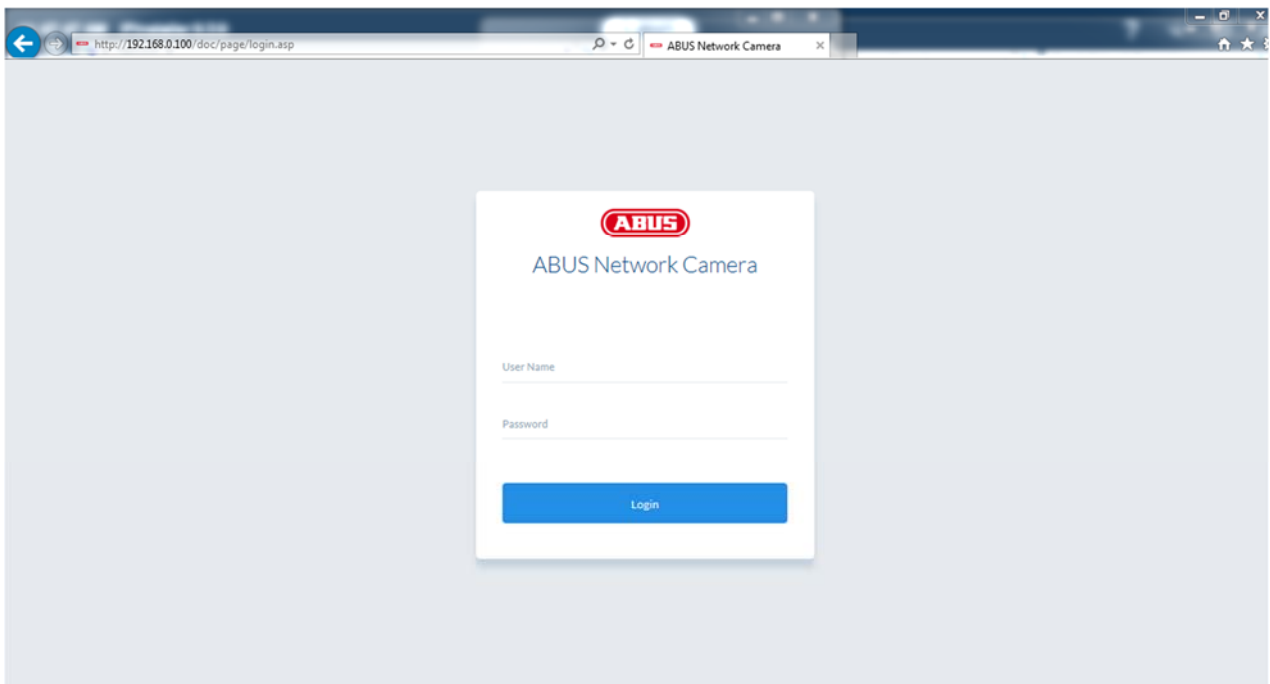 http://192.168.0.100/doc/page/login.asp
ABUS Network Camera
ABUS
ABUS Network Camera
User Name
Password
Login